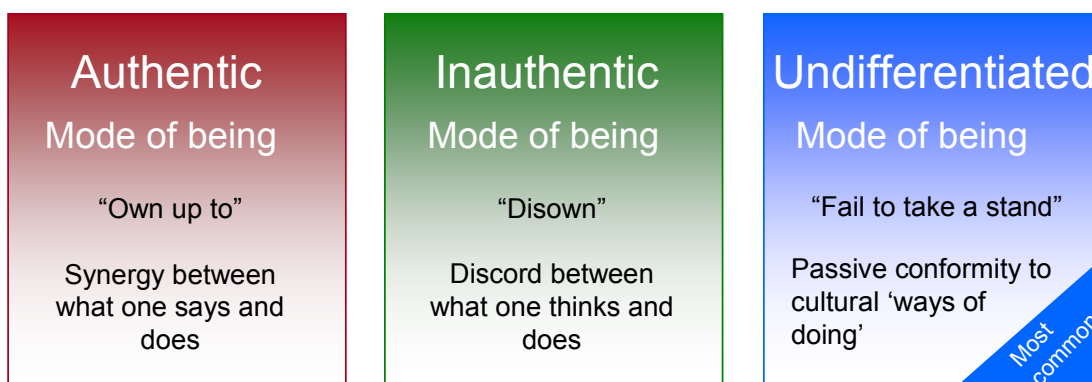 Authentic
Mode of being
“Own up to”
Synergy between
what one says and
does
Inauthentic
Mode of being
“Disown”
Discord between
what one thinks and
does
Undifferentiated
Mode of being
“Fail to take a stand”
Passive conformity to
cultural ‘ways of
doing’
Most
common